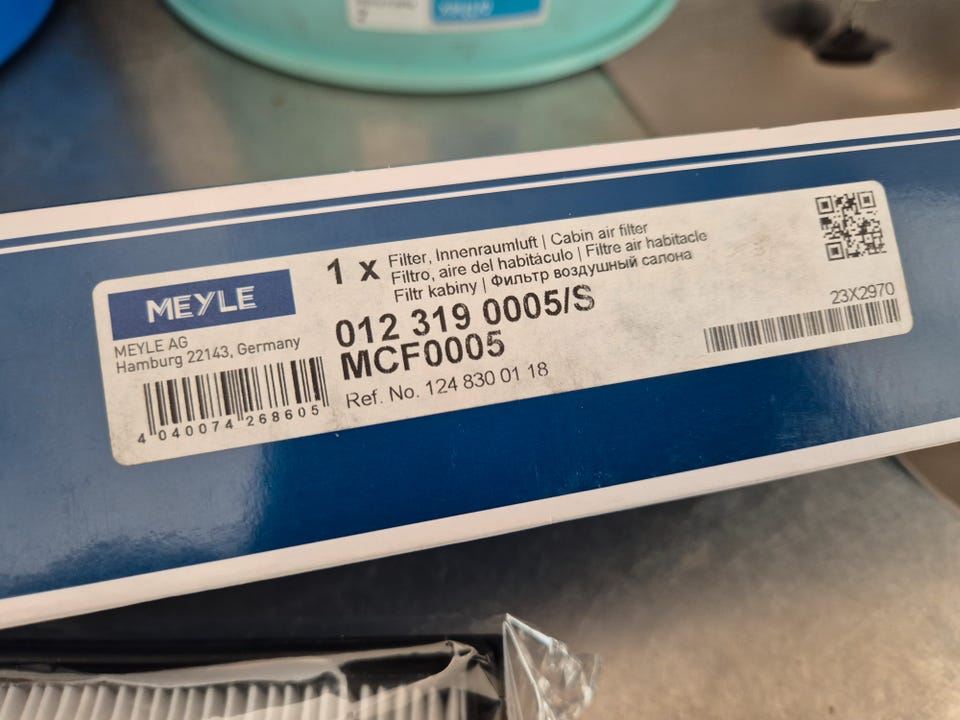 MEYLE
MEYLE AG
Hamburg 22143, Germany
4 040074 268605
1 x
Filter, Innenraumluft | Cabin air filter
Filtro, aire del habitáculo | Filtre air habitacle
Filtr kabiny | Фильтр воздушный салона
012 319 0005/S
MCF0005
Ref. No. 124 830 01 18
23X2970